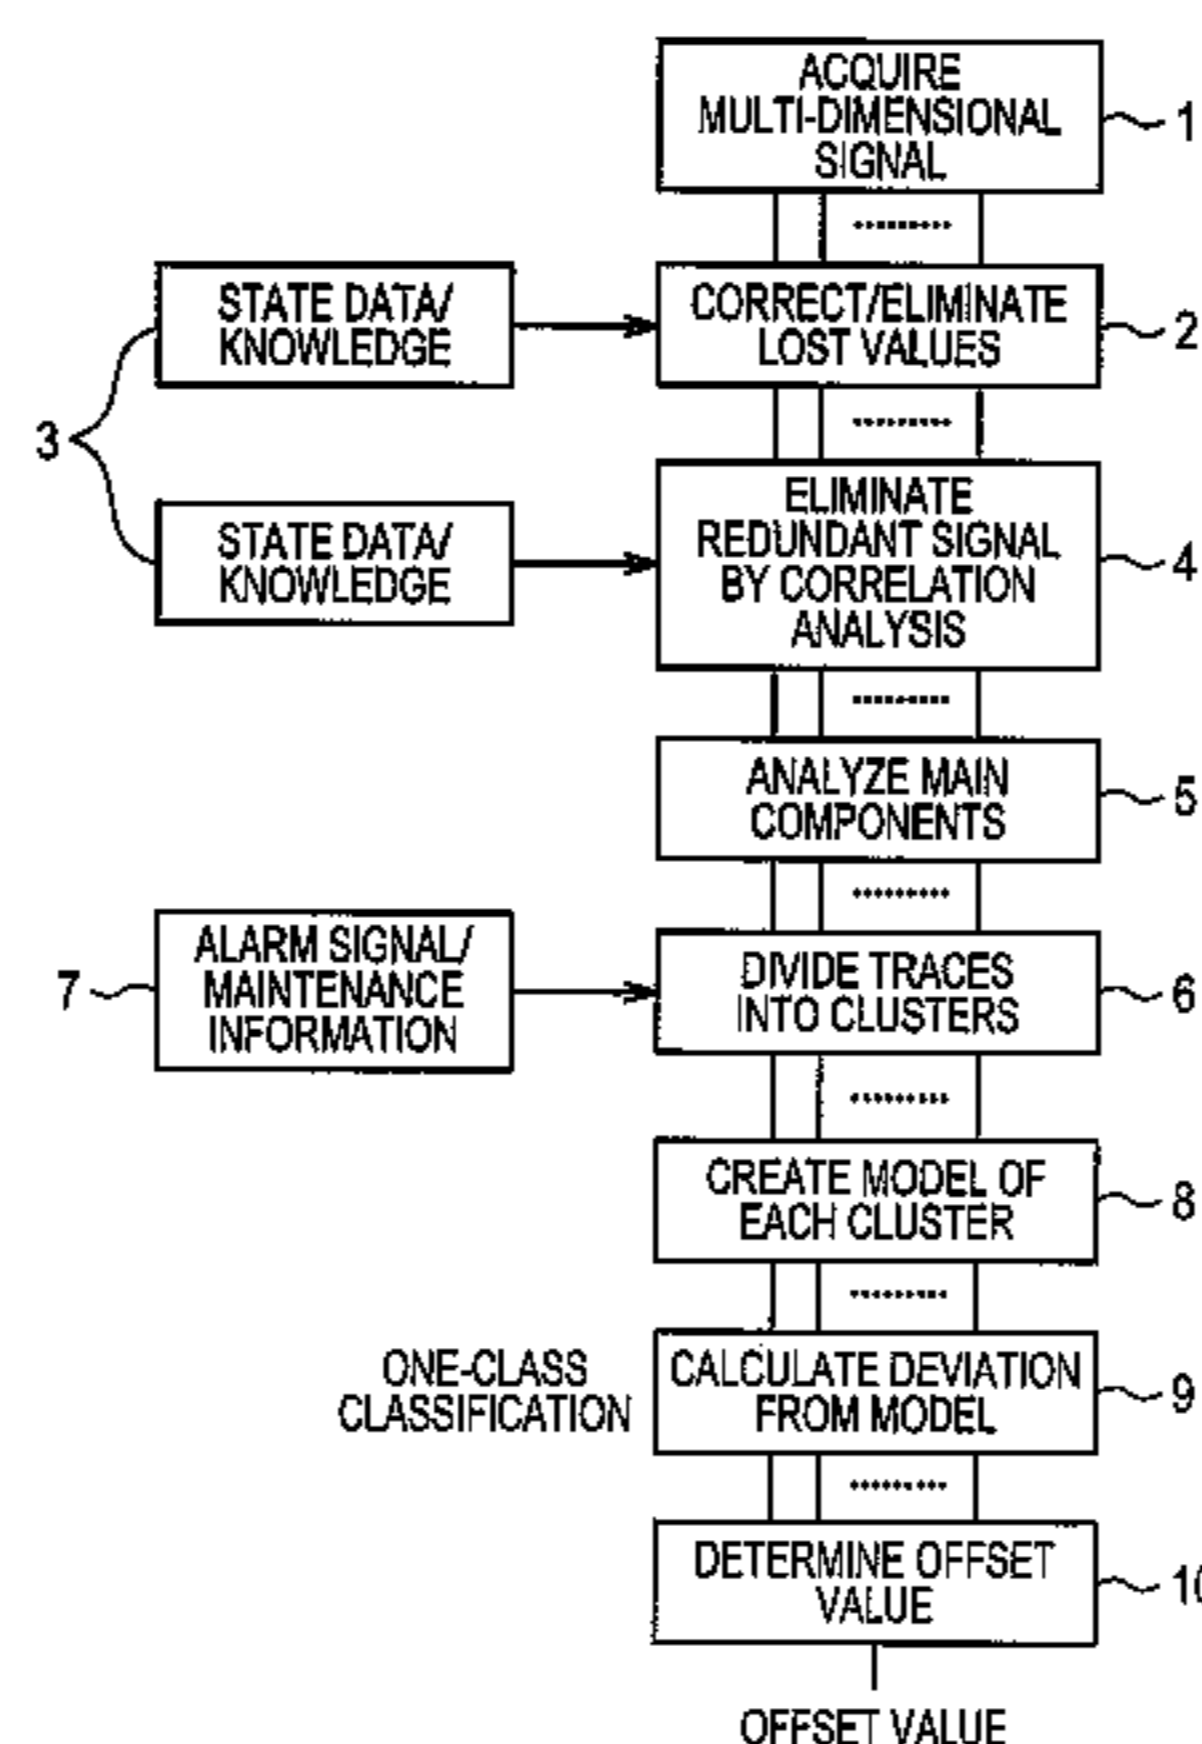 ACQUIRE
MULTI-DIMENSIONAL
SIGNAL
1
STATE DATA/
KNOWLEDGE
CORRECT/ELIMINATE
LOST VALUES
2
3
STATE DATA/
KNOWLEDGE
ELIMINATE
REDUNDANT SIGNAL
BY CORRELATION
ANALYSIS
4
ANALYZE MAIN
COMPONENTS
5
7
ALARM SIGNAL/
MAINTENANCE
INFORMATION
DIVIDE TRACES
INTO CLUSTERS
6
CREATE MODEL OF
EACH CLUSTER
8
ONE-CLASS
CLASSIFICATION
CALCULATE DEVIATION
FROM MODEL
9
DETERMINE OFFSET
VALUE
10
OFFSET VALUE